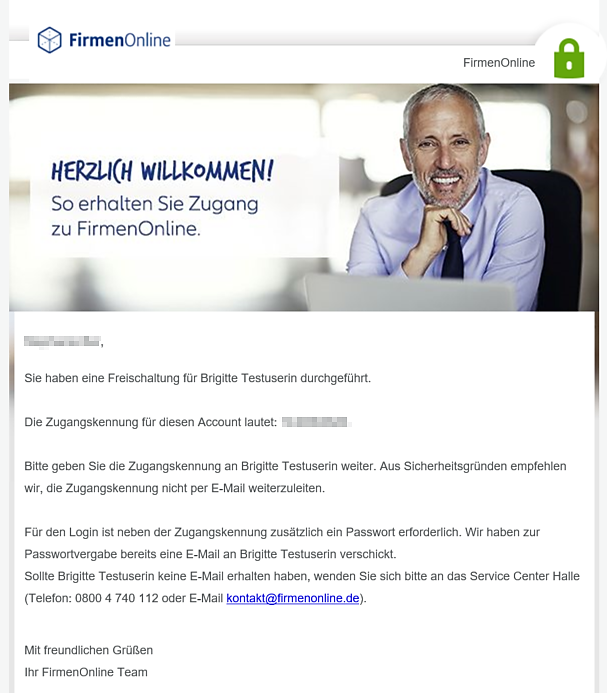 FirmenOnline
FirmenOnline
HERZLICH WILLKOMMEN!
So erhalten Sie Zugang
zu FirmenOnline.
,
Sie haben eine Freischaltung für Brigitte Testuserin durchgeführt.
Die Zugangskennung für diesen Account lautet:
Bitte geben Sie die Zugangskennung an Brigitte Testuserin weiter. Aus Sicherheitsgründen empfehlen
wir, die Zugangskennung nicht per E-Mail weiterzuleiten.
Für den Login ist neben der Zugangskennung zusätzlich ein Passwort erforderlich. Wir haben zur
Passwortvergabe bereits eine E-Mail an Brigitte Testuserin verschickt.
Sollte Brigitte Testuserin keine E-Mail erhalten haben, wenden Sie sich bitte an das Service Center Halle
(Telefon: 0800 4 740 112 oder E-Mail kontakt@firmenonline.de).
Mit freundlichen Grüßen
Ihr FirmenOnline Team